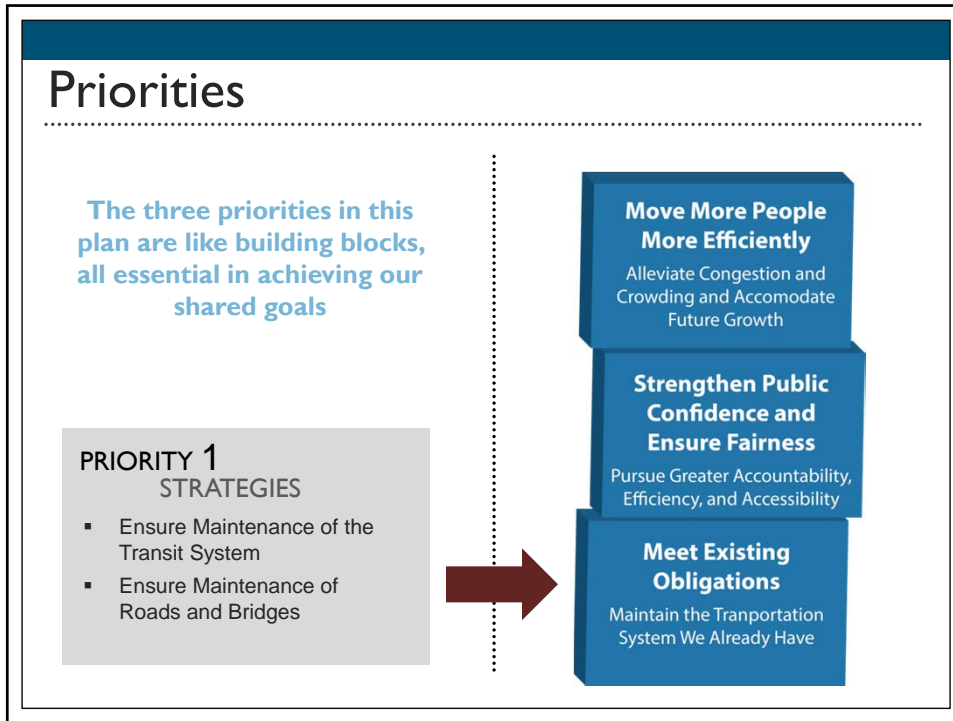 Priorities
The three priorities in this
plan are like building blocks,
all essential in achieving our
shared goals
PRIORITY 1
STRATEGIES
▪ Ensure Maintenance of the
Transit System
▪ Ensure Maintenance of
Roads and Bridges
Move More People
More Efficiently
Alleviate Congestion and
Crowding and Accomodate
Future Growth
Strengthen Public
Confidence and
Ensure Fairness
Pursue Greater Accountability,
Efficiency, and Accessibility
Meet Existing
Obligations
Maintain the Tranportation
System We Already Have